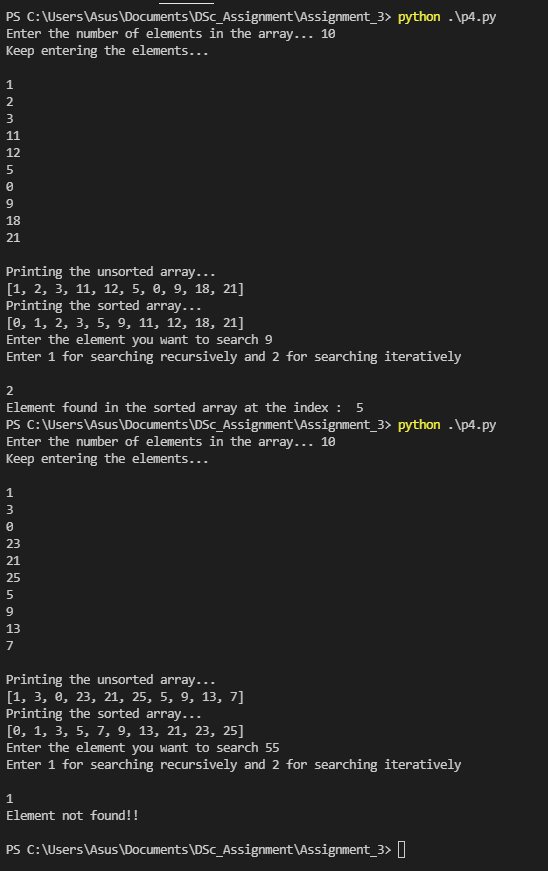 PS C:\Users\Asus\Documents\DSc_Assignment\Assignment_3> python .\p4.py
Enter the number of elements in the array... 10
Keep entering the elements...
1
2
3
11
12
5
0
9
18
21
Printing the unsorted array...
[1, 2, 3, 11, 12, 5, 0, 9, 18, 21]
Printing the sorted array...
[0, 1, 2, 3, 5, 9, 11, 12, 18, 21]
Enter the element you want to search 9
Enter 1 for searching recursively and 2 for searching iteratively
2
Element found in the sorted array at the index :  5
PS C:\Users\Asus\Documents\DSc_Assignment\Assignment_3> python .\p4.py
Enter the number of elements in the array... 10
Keep entering the elements...
1
3
0
23
21
25
5
9
13
7
Printing the unsorted array...
[1, 3, 0, 23, 21, 25, 5, 9, 13, 7]
Printing the sorted array...
[0, 1, 3, 5, 7, 9, 13, 21, 23, 25]
Enter the element you want to search 55
Enter 1 for searching recursively and 2 for searching iteratively
1
Element not found!!
PS C:\Users\Asus\Documents\DSc_Assignment\Assignment_3>